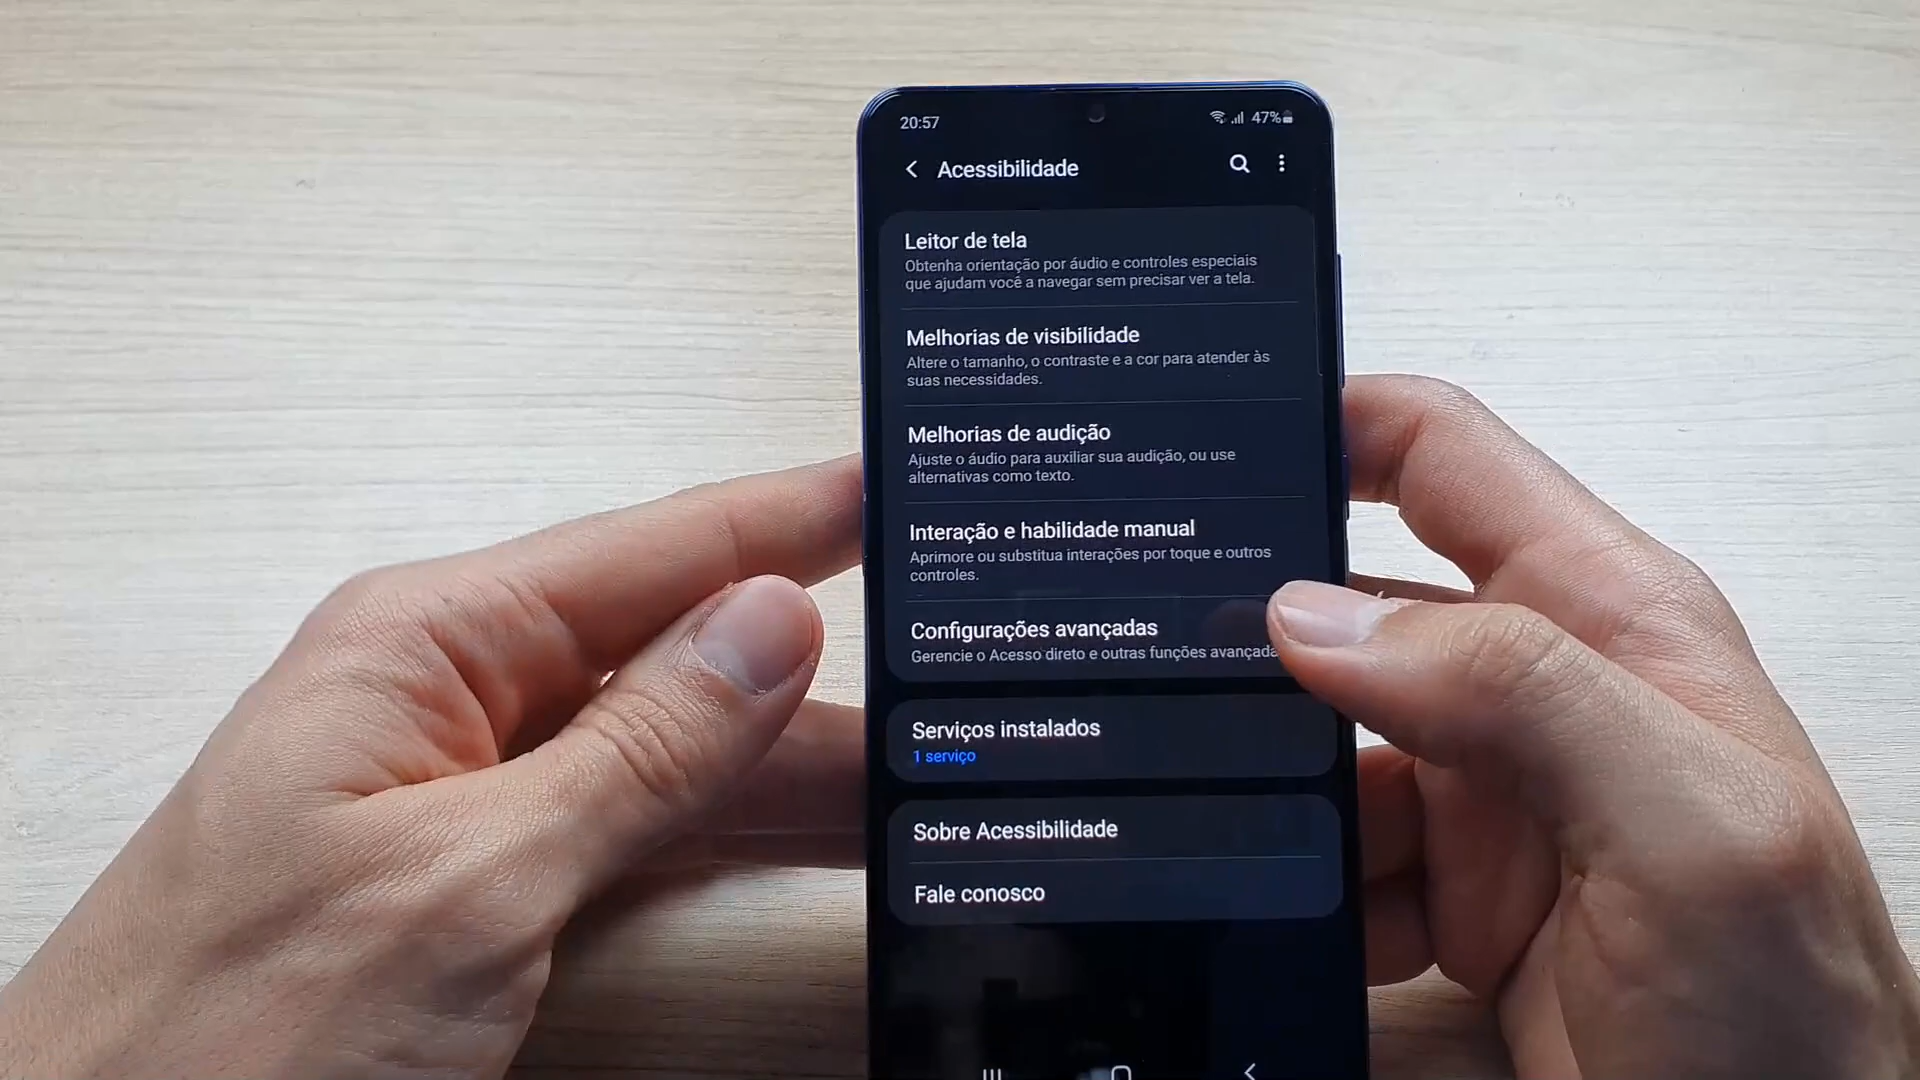 20:57
47%
Acessibilidade
Leitor de tela
Obtenha orientação por áudio e controles especiais
que ajudam você a navegar sem precisar ver a tela.
Melhorias de visibilidade
Altere o tamanho, o contraste e a cor para atender às
suas necessidades.
Melhorias de audição
Ajuste o áudio para auxiliar sua audição, ou use
alternativas como texto.
Interação e habilidade manual
Aprimore ou substitua interações por toque e outros
controles.
Configurações avançadas
Gerencie o Acesso direto e outras funções avançada
Serviços instalados
1 serviço
Sobre Acessibilidade
Fale conosco